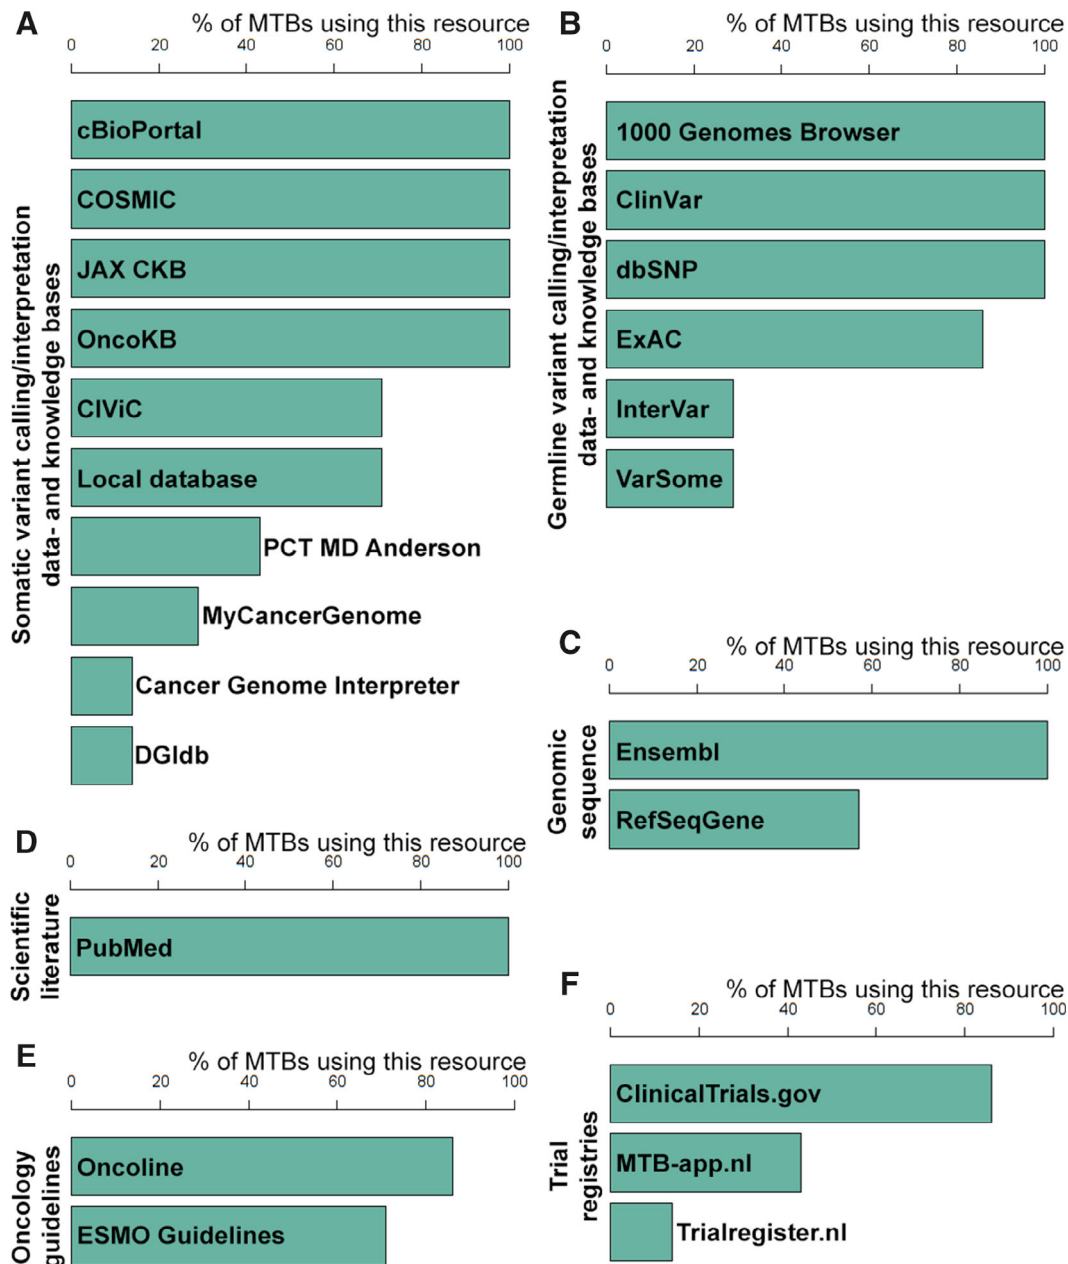 A
% of MTBs using this resource
0 20 40 60 80 100
Somatic variant calling/interpretation
data- and knowledge bases
cBioPortal
COSMIC
JAX CKB
OncoKB
CIViC
Local database
PCT MD Anderson
MyCancerGenome
Cancer Genome Interpreter
DGIdb
B
% of MTBs using this resource
0 20 40 60 80 100
Germline variant calling/interpretation
data- and knowledge bases
1000 Genomes Browser
ClinVar
dbSNP
ExAC
InterVar
VarSome
C
% of MTBs using this resource
0 20 40 60 80 100
Genomic
sequence
Ensembl
RefSeqGene
D
% of MTBs using this resource
0 20 40 60 80 100
Scientific
literature
PubMed
E
% of MTBs using this resource
0 20 40 60 80 100
Oncology
guidelines
Oncoline
ESMO Guidelines
F
% of MTBs using this resource
0 20 40 60 80 100
Trial
registries
ClinicalTrials.gov
MTB-app.nl
Trialregister.nl